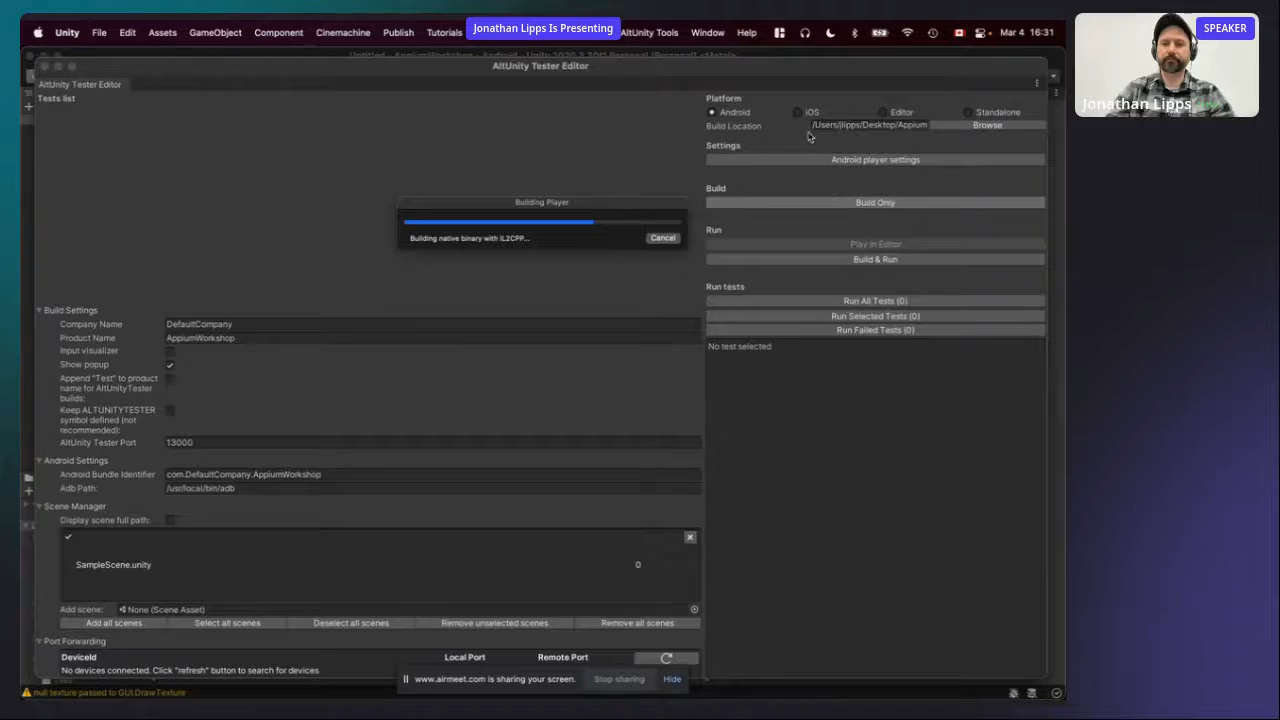 Jonathan Lipps Is Presenting
Unity File Edit Assets GameObject Component Cinemachine Publish Tutorials AltUnity Tools Window Help Mar 4 16:31
AltUnity Tester Editor
AltUnity Tester Editor
Tests list
Platform
Android iOS Editor Standalone
Build Location /Users/jlipps/Desktop/Appium Browse
Settings
Android player settings
Build
Build Only
Run
Play in Editor
Build & Run
Run tests
Run All Tests (0)
Run Selected Tests (0)
Run Failed Tests (0)
No test selected
Building Player
Building native binary with IL2CPP...
Cancel
Build Settings
Company Name DefaultCompany
Product Name AppiumWorkshop
Input visualizer
Show popup
Append "Test" to product
name for AltUnityTester
builds:
Keep ALTUNITYTESTER
symbol defined (not
recommended):
AltUnity Tester Port 13000
Android Settings
Android Bundle Identifier com.DefaultCompany.AppiumWorkshop
Adb Path: /usr/local/bin/adb
Scene Manager
Display scene full path:
SampleScene.unity 0
Add scene: None (Scene Asset)
Add all scenes Select all scenes Deselect all scenes Remove unselected scenes Remove all scenes
Port Forwarding
DeviceId Local Port Remote Port
No devices connected. Click "refresh" button to search for devices
www.airmeet.com is sharing your screen. Stop sharing Hide
null texture passed to GUI.DrawTexture
SPEAKER
Jonathan Lipps